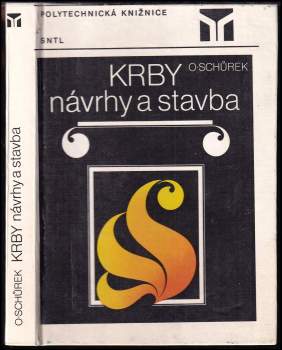 POLYTECHNICKÁ KNIŽNICE
SNTL
KRBY
O·SCHŮREK
návrhy a stavba
O·SCHŮREK KRBY návrhy a stavba